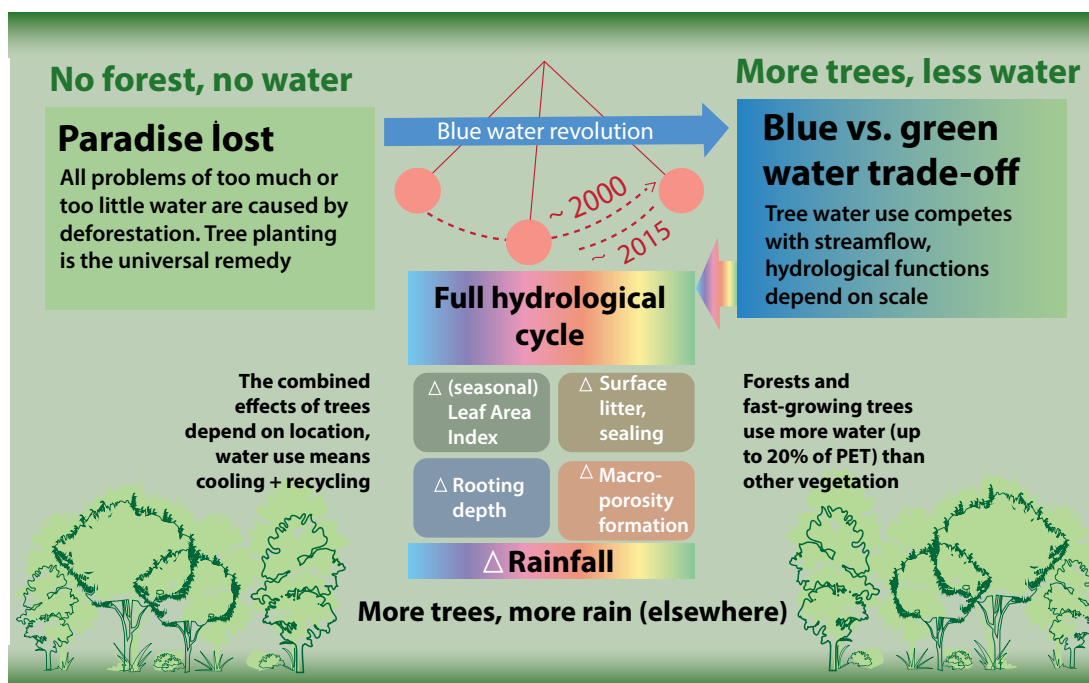 No forest, no water
Paradise lost
All problems of too much or
too little water are caused by
deforestation. Tree planting
is the universal remedy
Blue water revolution
~ 2000
~ 2015
More trees, less water
Blue vs. green
water trade-off
Tree water use competes
with streamflow,
hydrological functions
depend on scale
Full hydrological
cycle
The combined
effects of trees
depend on location,
water use means
cooling + recycling
△ (seasonal)
Leaf Area
Index
△ Surface
litter,
sealing
△ Rooting
depth
△ Macro-
porosity
formation
Forests and
fast-growing trees
use more water (up
to 20% of PET) than
other vegetation
△ Rainfall
More trees, more rain (elsewhere)